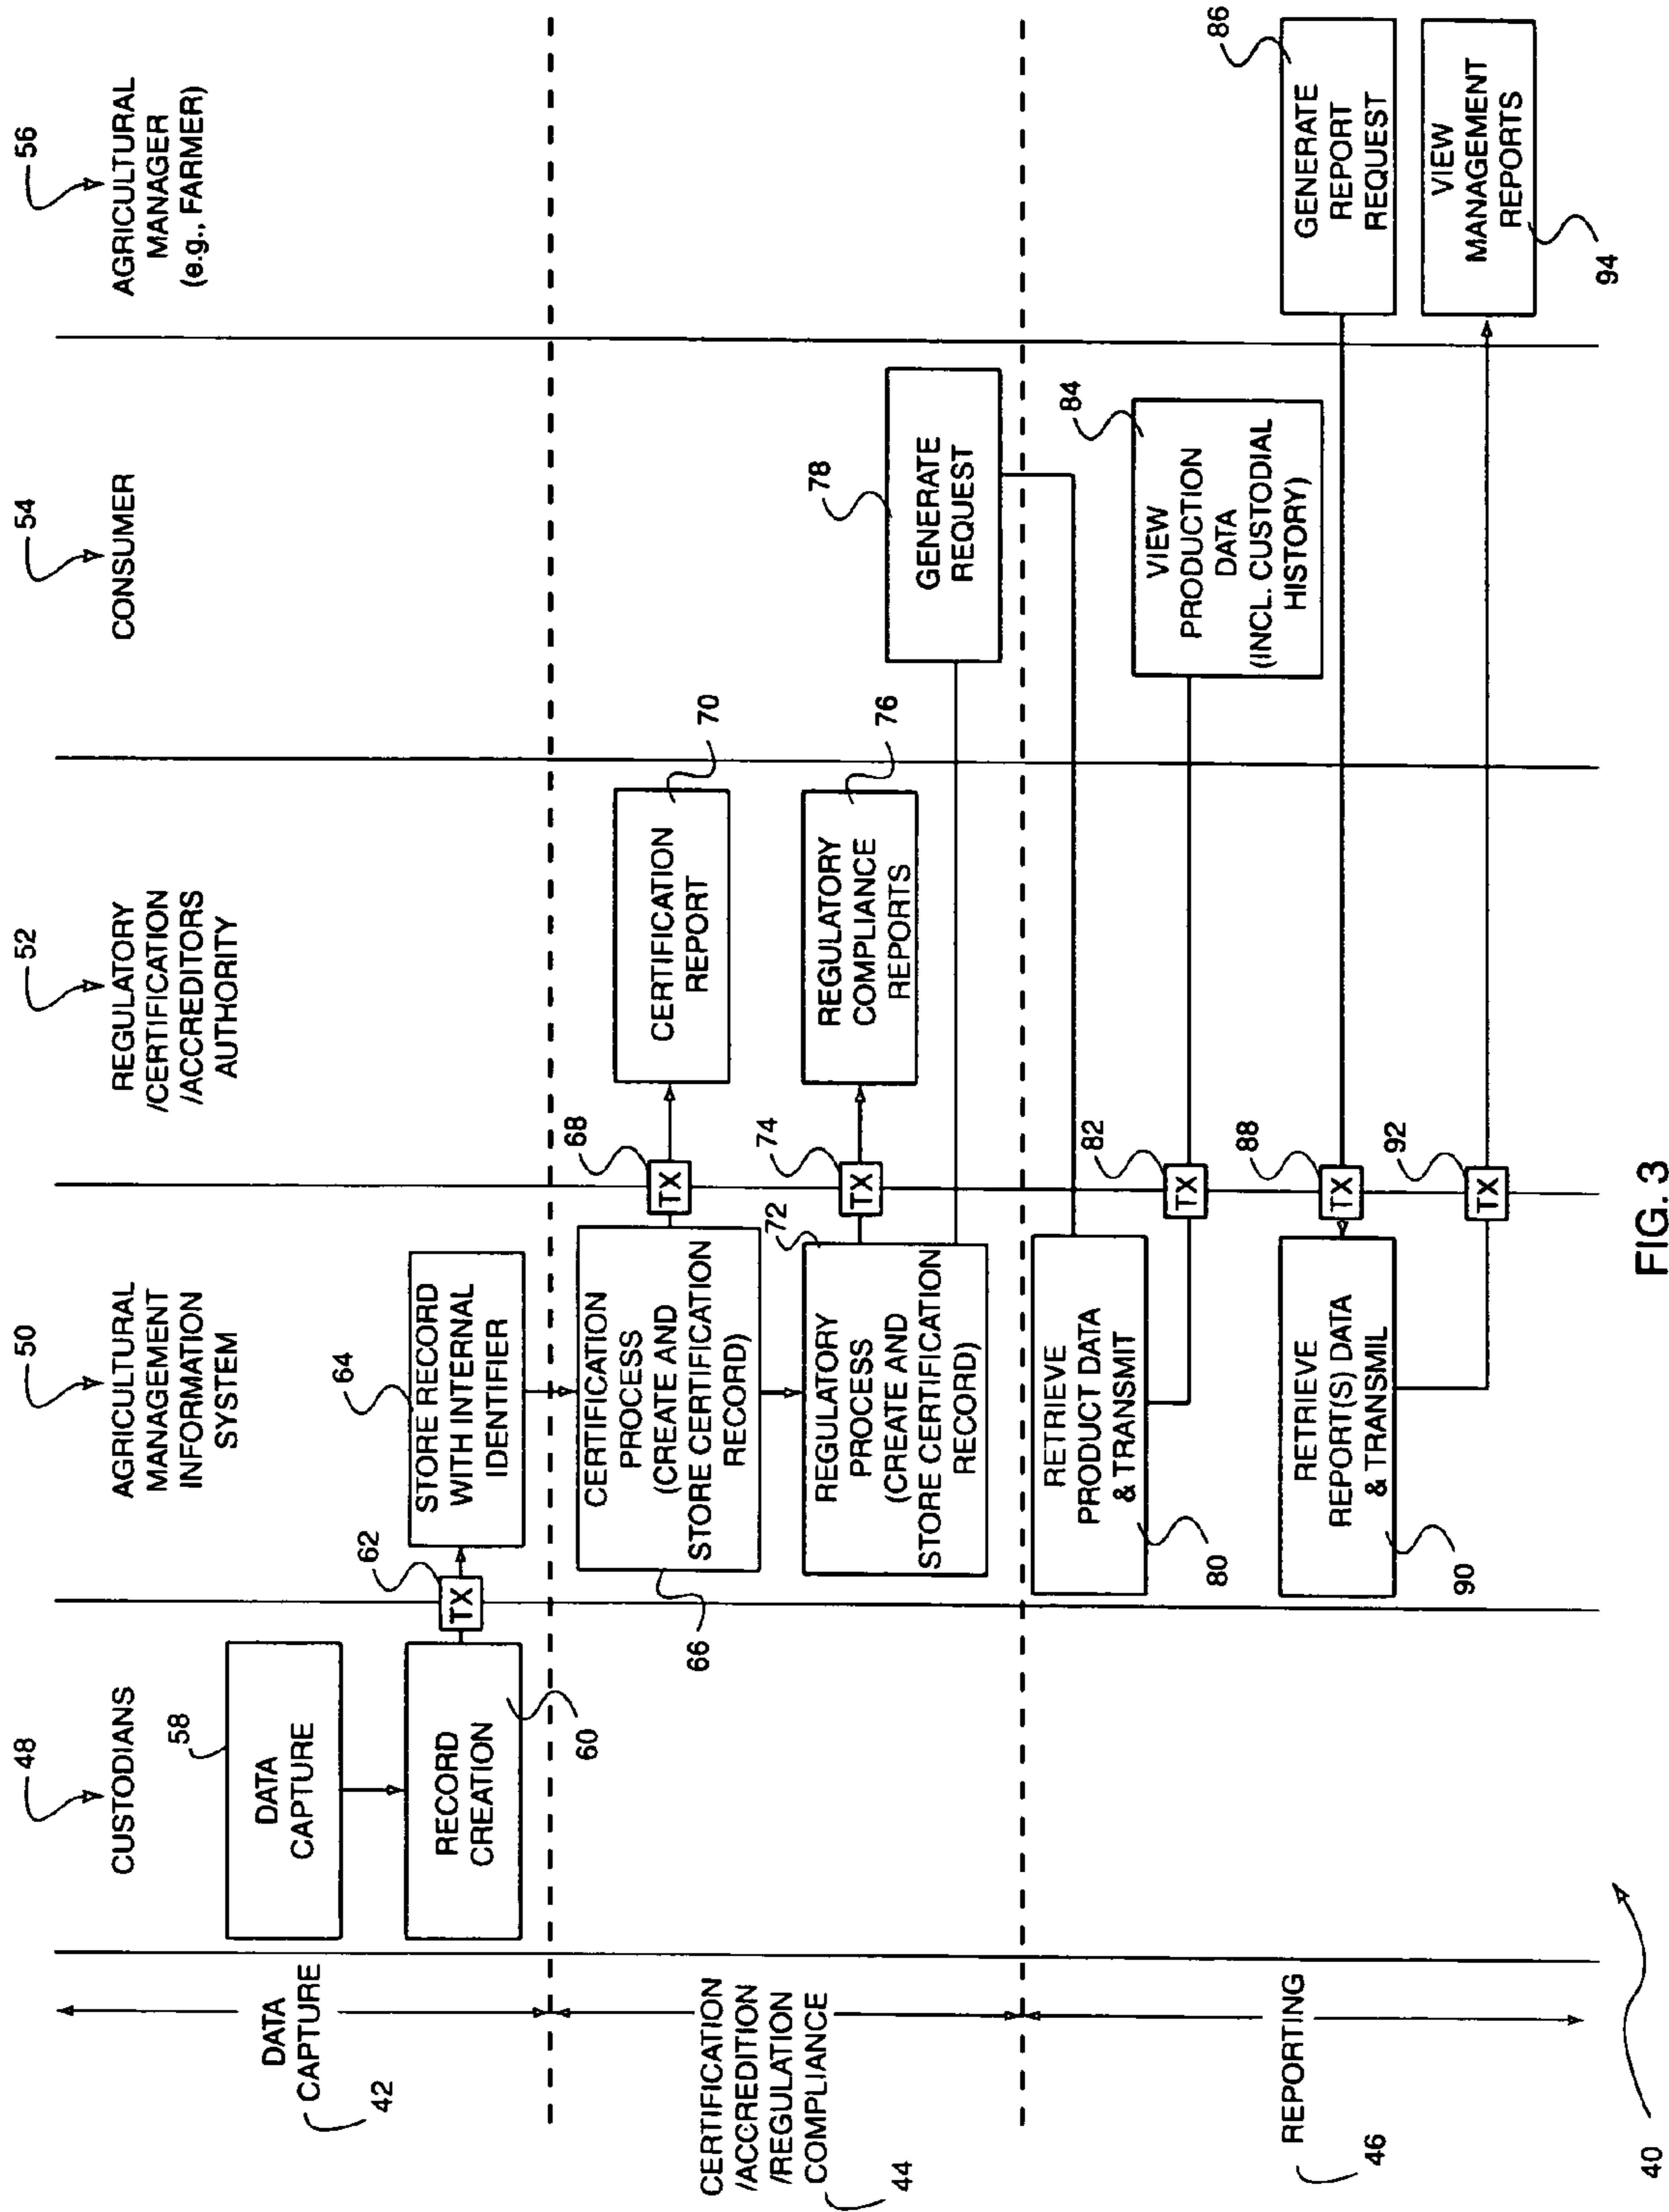 48
CUSTODIANS
50
AGRICULTURAL
MANAGEMENT
INFORMATION
SYSTEM
52
REGULATORY
/CERTIFICATION
/ACCREDITORS
AUTHORITY
54
CONSUMER
56
AGRICULTURAL
MANAGER
(e.g., FARMER)
DATA
CAPTURE
42
58
DATA
CAPTURE
RECORD
CREATION
60
62
TX
64
STORE RECORD
WITH INTERNAL
IDENTIFIER
CERTIFICATION
/ACCREDITION
/REGULATION
COMPLIANCE
44
CERTIFICATION
PROCESS
(CREATE AND
STORE CERTIFICATION
RECORD)
66
68
TX
CERTIFICATION
REPORT
70
72
REGULATORY
PROCESS
(CREATE AND
STORE CERTIFICATION
RECORD)
74
TX
REGULATORY
COMPLIANCE
REPORTS
76
78
GENERATE
REQUEST
REPORTING
46
RETRIEVE
PRODUCT DATA
& TRANSMIT
80
82
TX
84
VIEW
PRODUCTION
DATA
(INCL. CUSTODIAL
HISTORY)
86
GENERATE
REPORT
REQUEST
88
TX
RETRIEVE
REPORT(S) DATA
& TRANSMIL
90
92
TX
VIEW
MANAGEMENT
REPORTS
94
40
FIG. 3